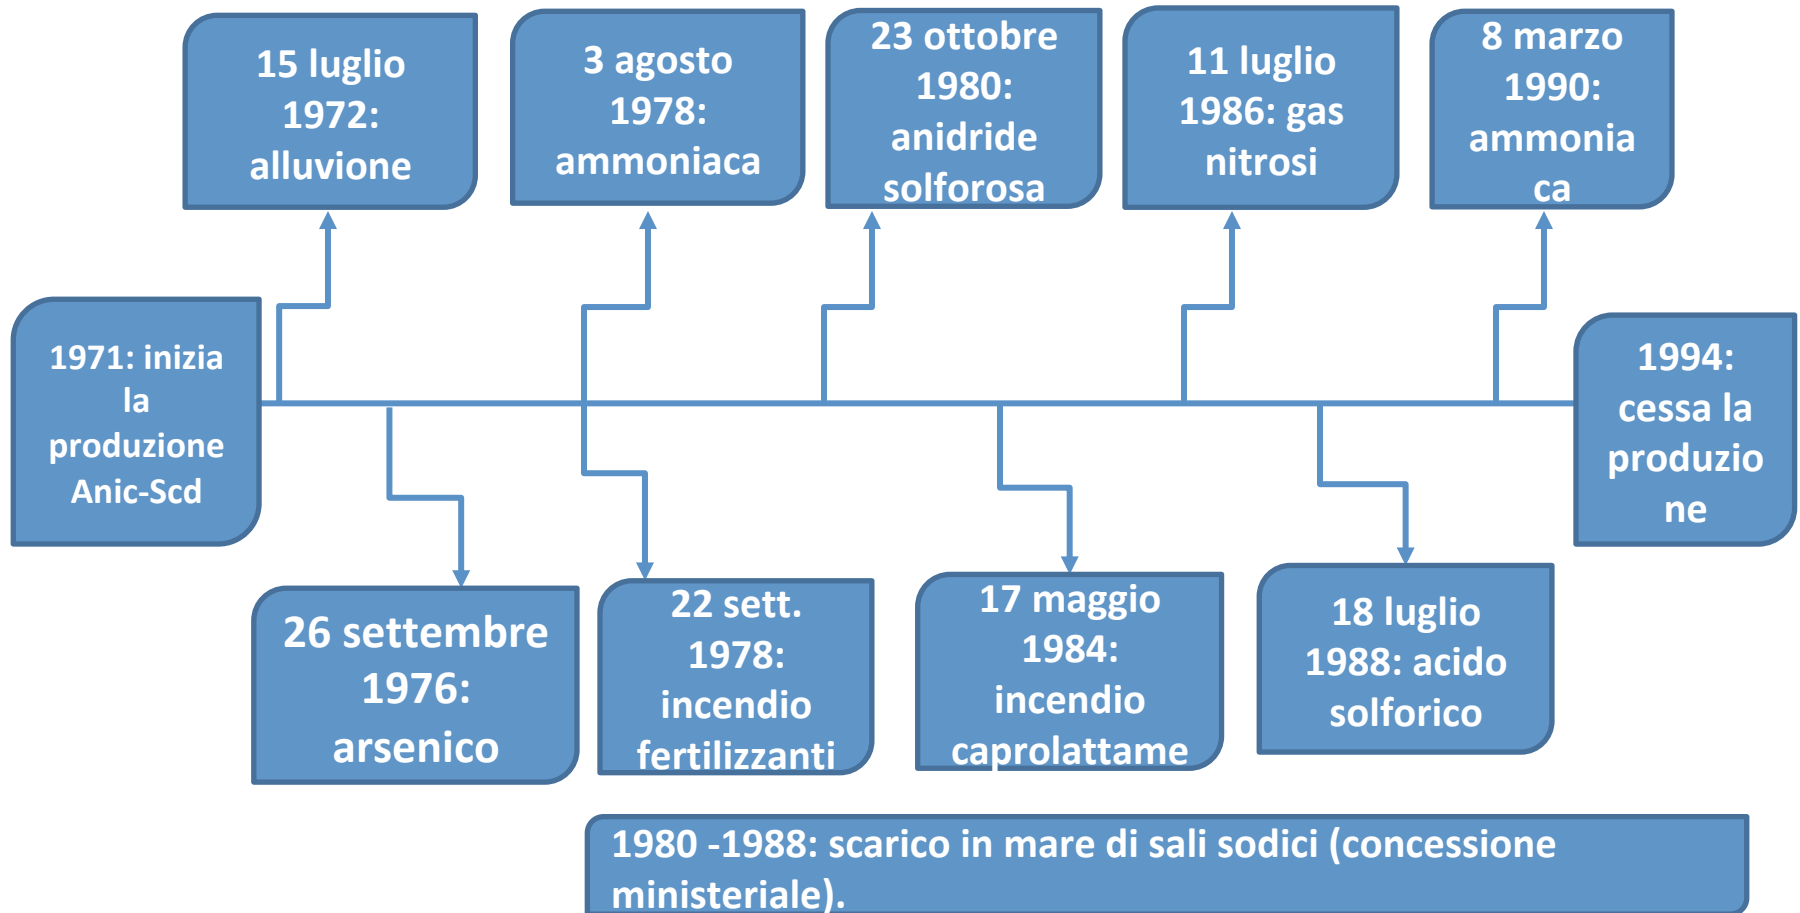 15 luglio
1972:
alluvione
3 agosto
1978:
ammoniaca
23 ottobre
1980:
anidride
solforosa
11 luglio
1986: gas
nitrosi
8 marzo
1990:
ammonia
ca
1971: inizia
la
produzione
Anic-Scd
1994:
cessa la
produzio
ne
26 settembre
1976:
arsenico
22 sett.
1978:
incendio
fertilizzanti
17 maggio
1984:
incendio
caprolattame
18 luglio
1988: acido
solforico
1980 -1988: scarico in mare di sali sodici (concessione
ministeriale).